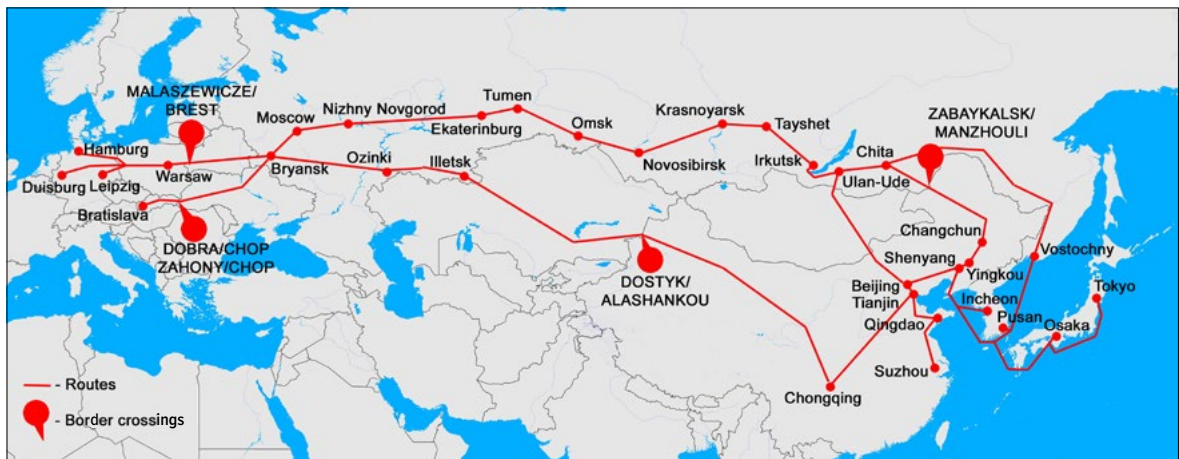 MALASZEWICZE/
BREST
Hamburg
Duisburg
Leipzig
Warsaw
Bratislava
DOBRA/CHOP
ZAHONY/CHOP
Moscow
Bryansk
Nizhny Novgorod
Ozinki
Illetsk
Tumen
Ekaterinburg
Omsk
Novosibirsk
Krasnoyarsk
Tayshet
Irkutsk
Chita
Ulan-Ude
ZABAYKALSK/
MANZHOULI
DOSTYK/
ALASHANKOU
Changchun
Shenyang
Yingkou
Vostochny
Beijing
Tianjin
Incheon
Pusan
Tokyo
Osaka
Qingdao
Suzhou
Chongqing
- Routes
- Border crossings